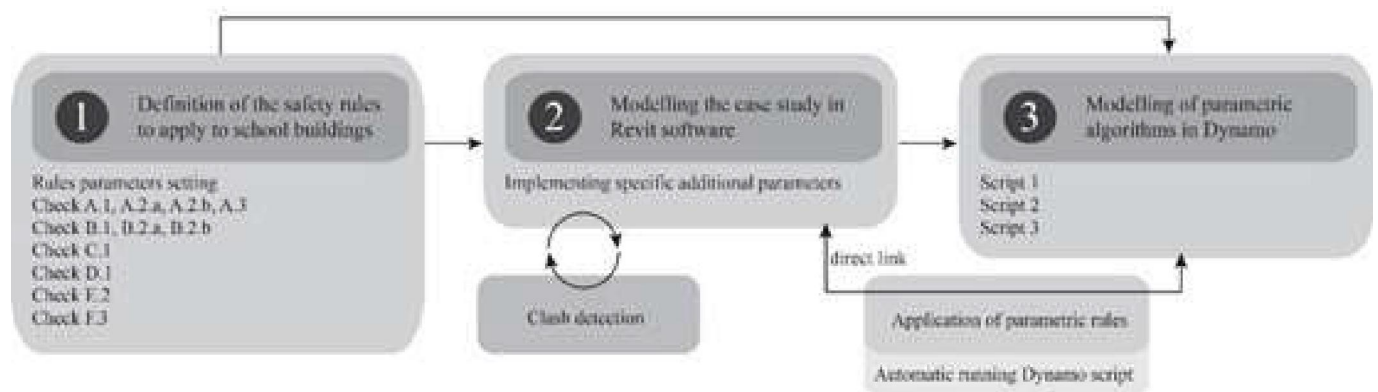 1
Definition of the safety rules
to apply to school buildings
Rules parameters setting
Check A.1, A.2.a, A.2.b, A.3
Check B.1, B.2.a, B.2.b
Check C.1
Check D.1
Check E.2
Check F.3
2
Modelling the case study in
Revit software
Implementing specific additional parameters
Clash detection
3
Modelling of parametric
algorithms in Dynamo
Script 1
Script 2
Script 3
direct link
Application of parametric rules
Automatic running Dynamo script